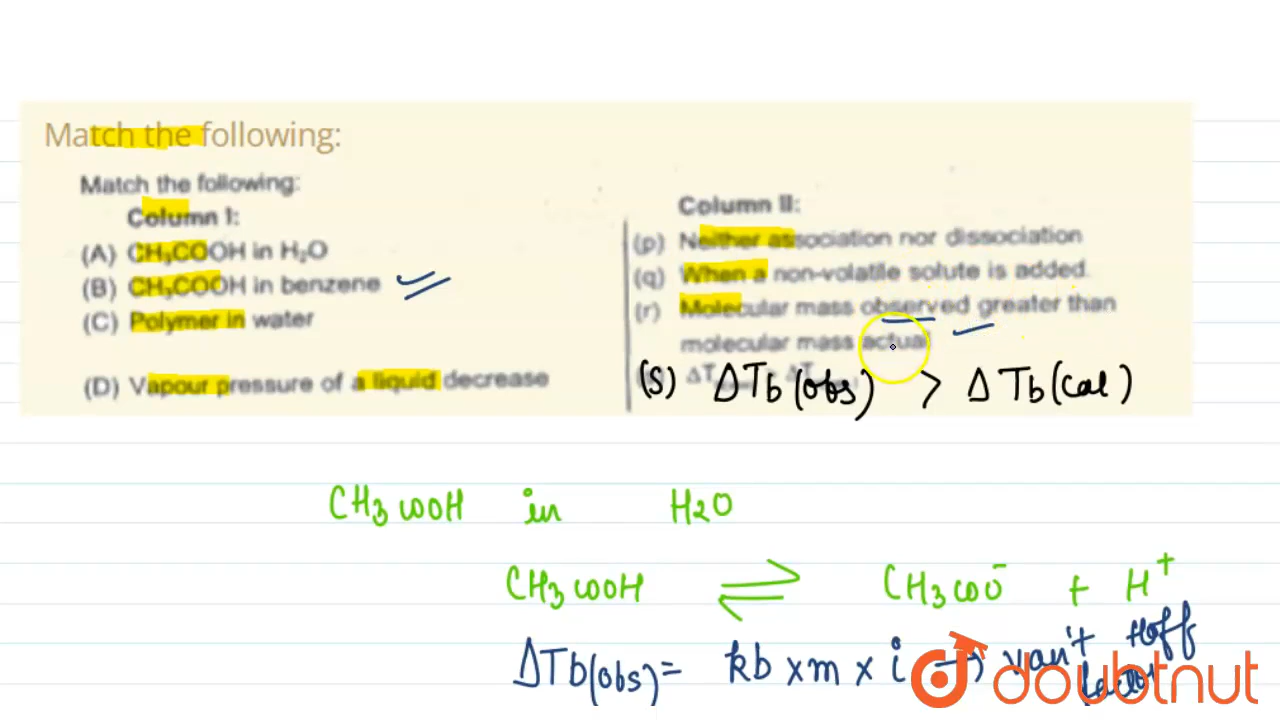 Match the following:
Match the following:
Column I:
(A) CH₃COOH in H₂O
(B) CH₃COOH in benzene
(C) Polymer in water
(D) Vapour pressure of a liquid decrease
Column II:
(p) Neither association nor dissociation
(q) When a non-volatile solute is added.
(r) Molecular mass observed greater than
molecular mass actual
(S) ΔTb (obs) > ΔTb (cal)
CH3COOH in H2O
CH3COOH ⇌ CH3COO⁻ + H⁺
ΔTb(obs) = kb × m × i → van't Hoff
factor
doubtnut